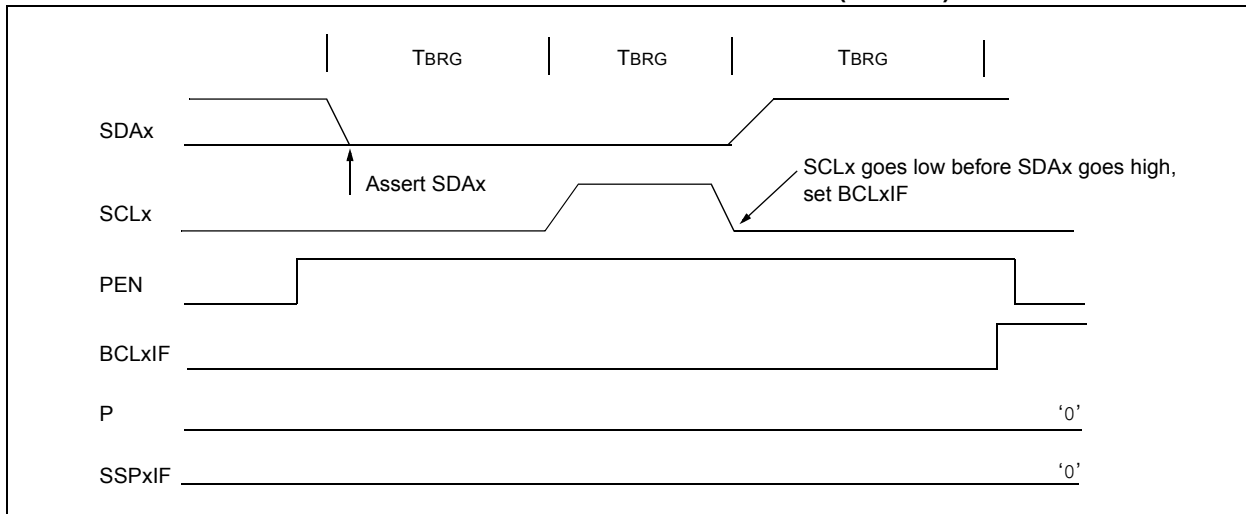 TBRG TBRG TBRG
SDAx
Assert SDAx
SCLx goes low before SDAx goes high,
set BCLxIF
SCLx
PEN
BCLxIF
P
'0'
SSPxIF
'0'